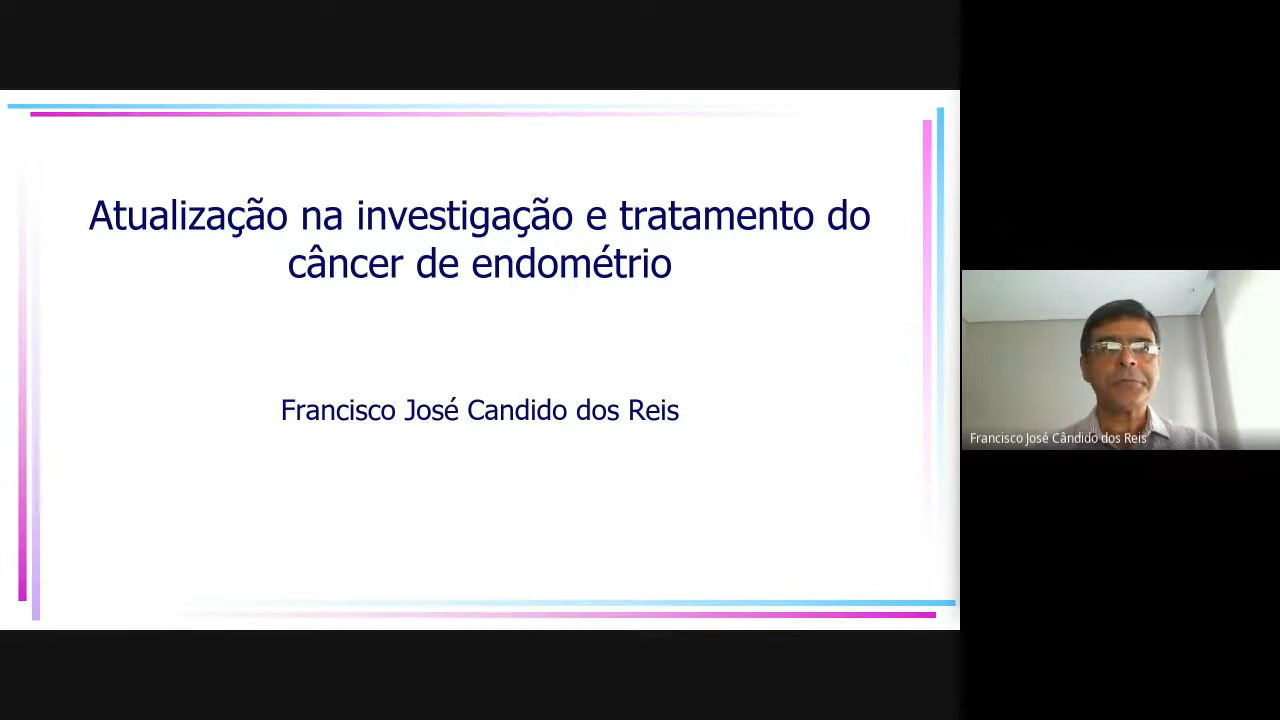 Atualização na investigação e tratamento do
câncer de endométrio
Francisco José Candido dos Reis
Francisco José Cândido dos Reis